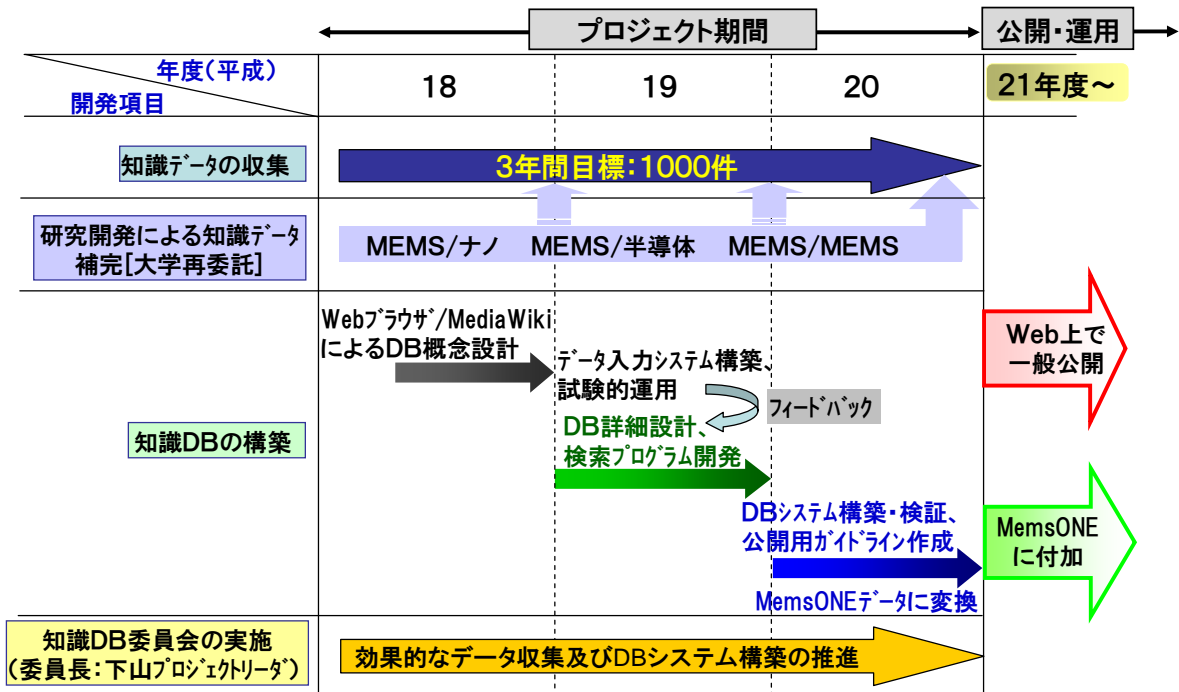 プロジェクト期間
公開・運用
年度(平成)
開発項目
18
19
20
21年度～
知識ﾃﾞｰﾀの収集
3年間目標:1000件
研究開発による知識ﾃﾞｰﾀ
補完[大学再委託]
MEMS/ナノ
MEMS/半導体
MEMS/MEMS
知識DBの構築
Webﾌﾞﾗｳｻﾞ/MediaWiki
によるDB概念設計
ﾃﾞｰﾀ入力ｼｽﾃﾑ構築、
試験的運用
ﾌｨｰﾄﾞﾊﾞｯｸ
DB詳細設計、
検索ﾌﾟﾛｸﾞﾗﾑ開発
DBｼｽﾃﾑ構築・検証、
公開用ｶﾞｲﾄﾞﾗｲﾝ作成
MemsONEﾃﾞｰﾀに変換
Web上で
一般公開
MemsONE
に付加
知識DB委員会の実施
(委員長:下山ﾌﾟﾛｼﾞｪｸﾄﾘｰﾀﾞ)
効果的なデータ収集及びDBシステム構築の推進